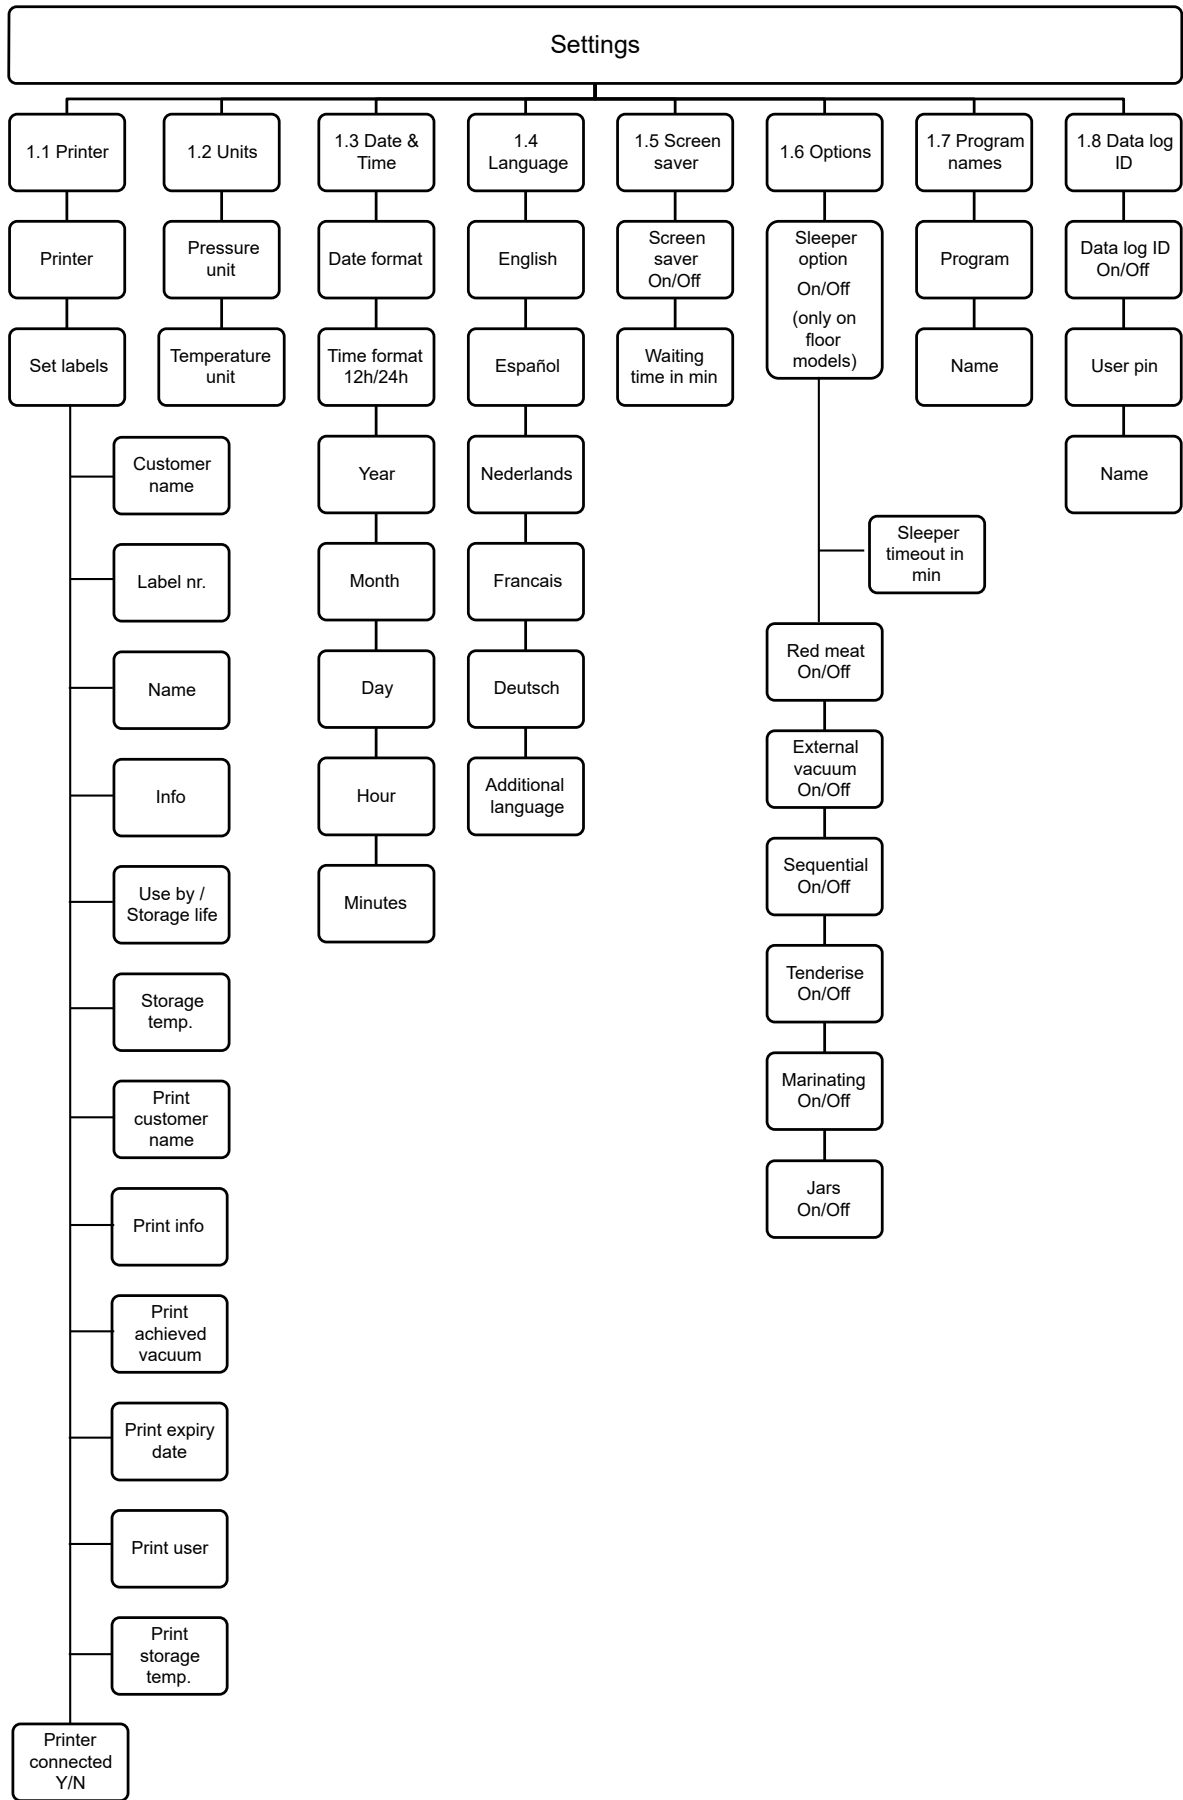 Settings
1.1 Printer
Printer
Set labels
Customer
name
Label nr.
Name
Info
Use by /
Storage life
Storage
temp.
Print
customer
name
Print info
Print
achieved
vacuum
Print expiry
date
Print user
Print
storage
temp.
Printer
connected
Y/N
1.2 Units
Pressure
unit
Temperature
unit
1.3 Date &
Time
Date format
Time format
12h/24h
Year
Month
Day
Hour
Minutes
1.4
Language
English
Español
Nederlands
Francais
Deutsch
Additional
language
1.5 Screen
saver
Screen
saver
On/Off
Waiting
time in min
1.6 Options
Sleeper
option
On/Off
(only on
floor
models)
Sleeper
timeout in
min
Red meat
On/Off
External
vacuum
On/Off
Sequential
On/Off
Tenderise
On/Off
Marinating
On/Off
Jars
On/Off
1.7 Program
names
Program
Name
1.8 Data log
ID
Data log ID
On/Off
User pin
Name